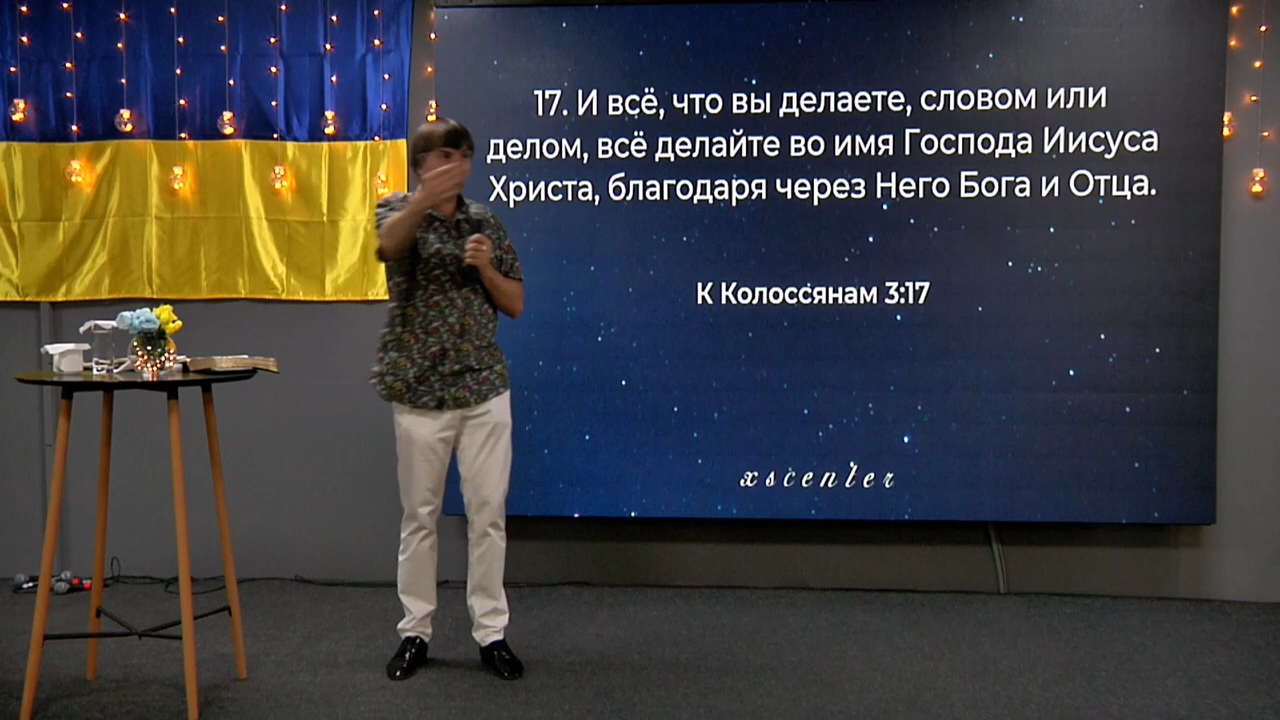 17. И всё, что вы делаете, словом или
делом, всё делайте во имя Господа Иисуса
Христа, благодаря через Него Бога и Отца.
К Колоссянам 3:17
xscenter